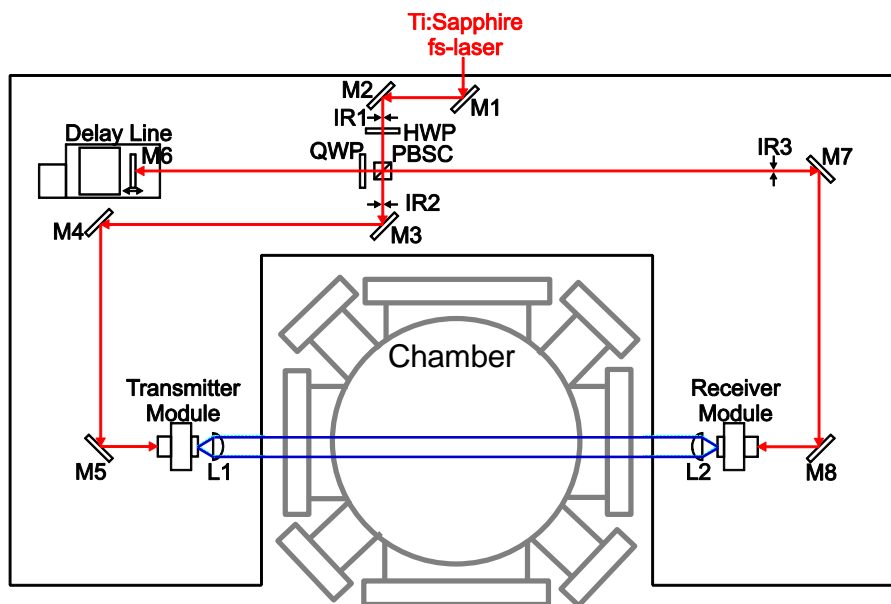 Ti:Sapphire
fs-laser
M2
M1
IR1
HWP
Delay Line
M6
QWP
PBSC
IR3
M7
IR2
M4
M3
Chamber
Transmitter
Module
Receiver
Module
M5
L1
L2
M8